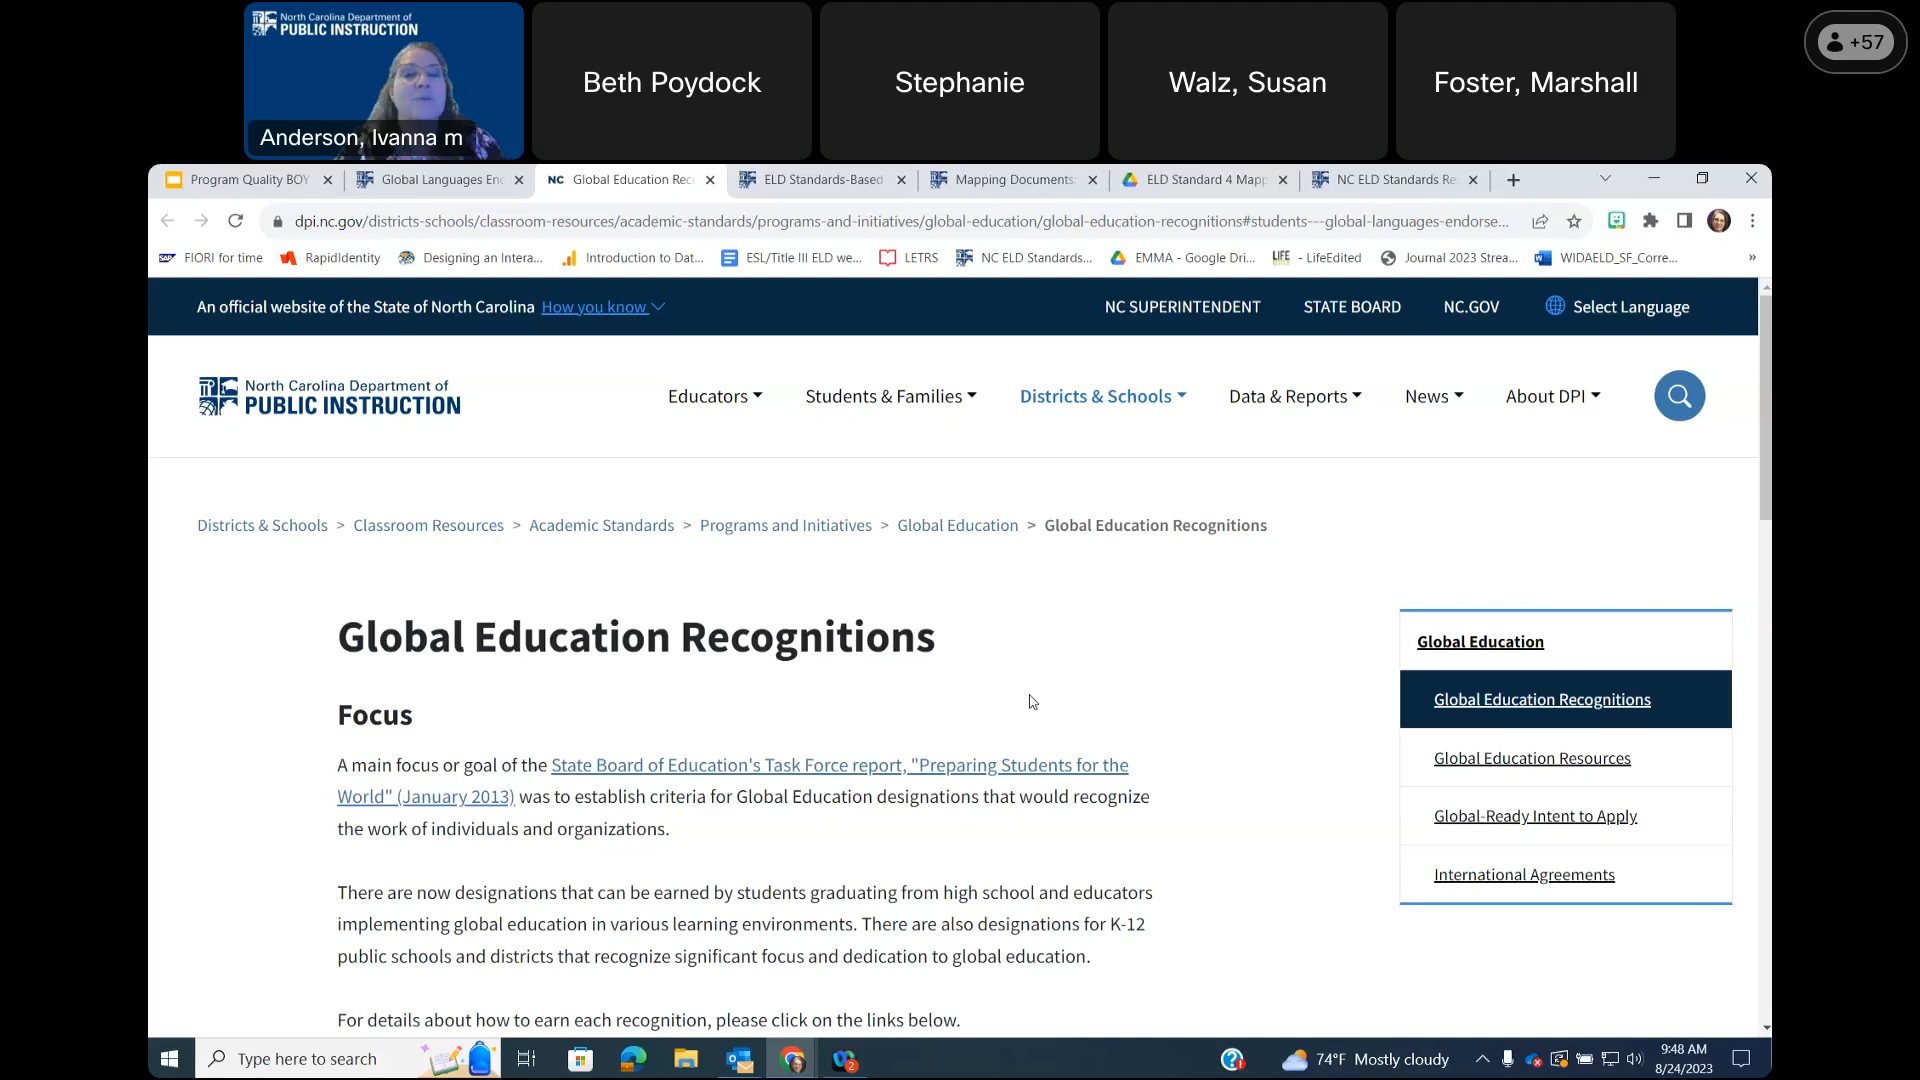 North Carolina Department of
PUBLIC INSTRUCTION
Anderson, Ivanna m
Beth Poydock
Stephanie
Walz, Susan
Foster, Marshall
+57
Program Quality BOY
Global Languages En
Global Education Rec
ELD Standards-Based
Mapping Documents
ELD Standard 4 Mapp
NC ELD Standards Re
dpi.nc.gov/districts-schools/classroom-resources/academic-standards/programs-and-initiatives/global-education/global-education-recognitions#students---global-languages-endorse...
FIORI for time
RapidIdentity
Designing an Intera...
Introduction to Dat...
ESL/Title III ELD we...
LETRS
NC ELD Standards...
EMMA - Google Dri...
LIFE - LifeEdited
Journal 2023 Strea...
WIDAELD_SF_Corre...
»
An official website of the State of North Carolina How you know
NC SUPERINTENDENT
STATE BOARD
NC.GOV
Select Language
North Carolina Department of
PUBLIC INSTRUCTION
Educators
Students & Families
Districts & Schools
Data & Reports
News
About DPI
Districts & Schools > Classroom Resources > Academic Standards > Programs and Initiatives > Global Education > Global Education Recognitions
Global Education Recognitions
Focus
A main focus or goal of the State Board of Education's Task Force report, "Preparing Students for the
World" (January 2013) was to establish criteria for Global Education designations that would recognize
the work of individuals and organizations.
There are now designations that can be earned by students graduating from high school and educators
implementing global education in various learning environments. There are also designations for K-12
public schools and districts that recognize significant focus and dedication to global education.
For details about how to earn each recognition, please click on the links below.
Global Education
Global Education Recognitions
Global Education Resources
Global-Ready Intent to Apply
International Agreements
Type here to search
2
74°F Mostly cloudy
9:48 AM
8/24/2023